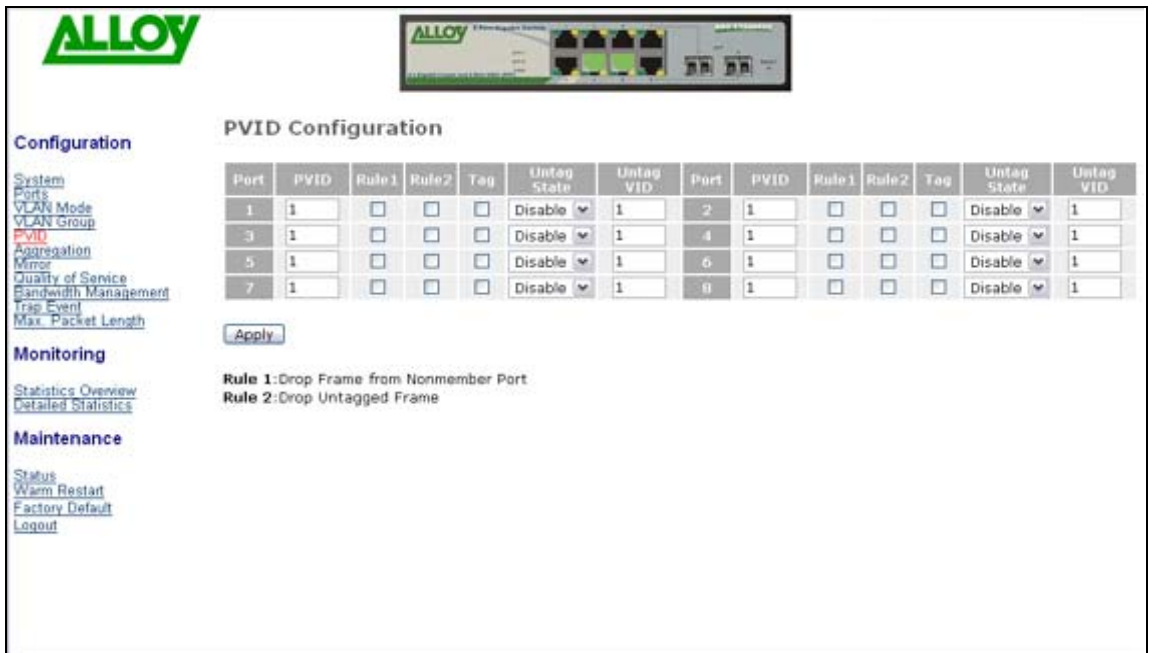 ALLOY
ALLOY
PVID Configuration
Configuration
System
Ports
VLAN Mode
VLAN Group
PVID
Aggregation
Mirror
Quality of Service
Bandwidth Management
Trap Event
Max. Packet Length
Monitoring
Statistics Overview
Detailed Statistics
Maintenance
Status
Warm Restart
Factory Default
Logout
Port PVID Rule1 Rule2 Tag Untag State Untag VID Port PVID Rule1 Rule2 Tag Untag State Untag VID
1 1 Disable 1 2 1 Disable 1
3 1 Disable 1 4 1 Disable 1
5 1 Disable 1 6 1 Disable 1
7 1 Disable 1 8 1 Disable 1
Apply
Rule 1:Drop Frame from Nonmember Port
Rule 2:Drop Untagged Frame